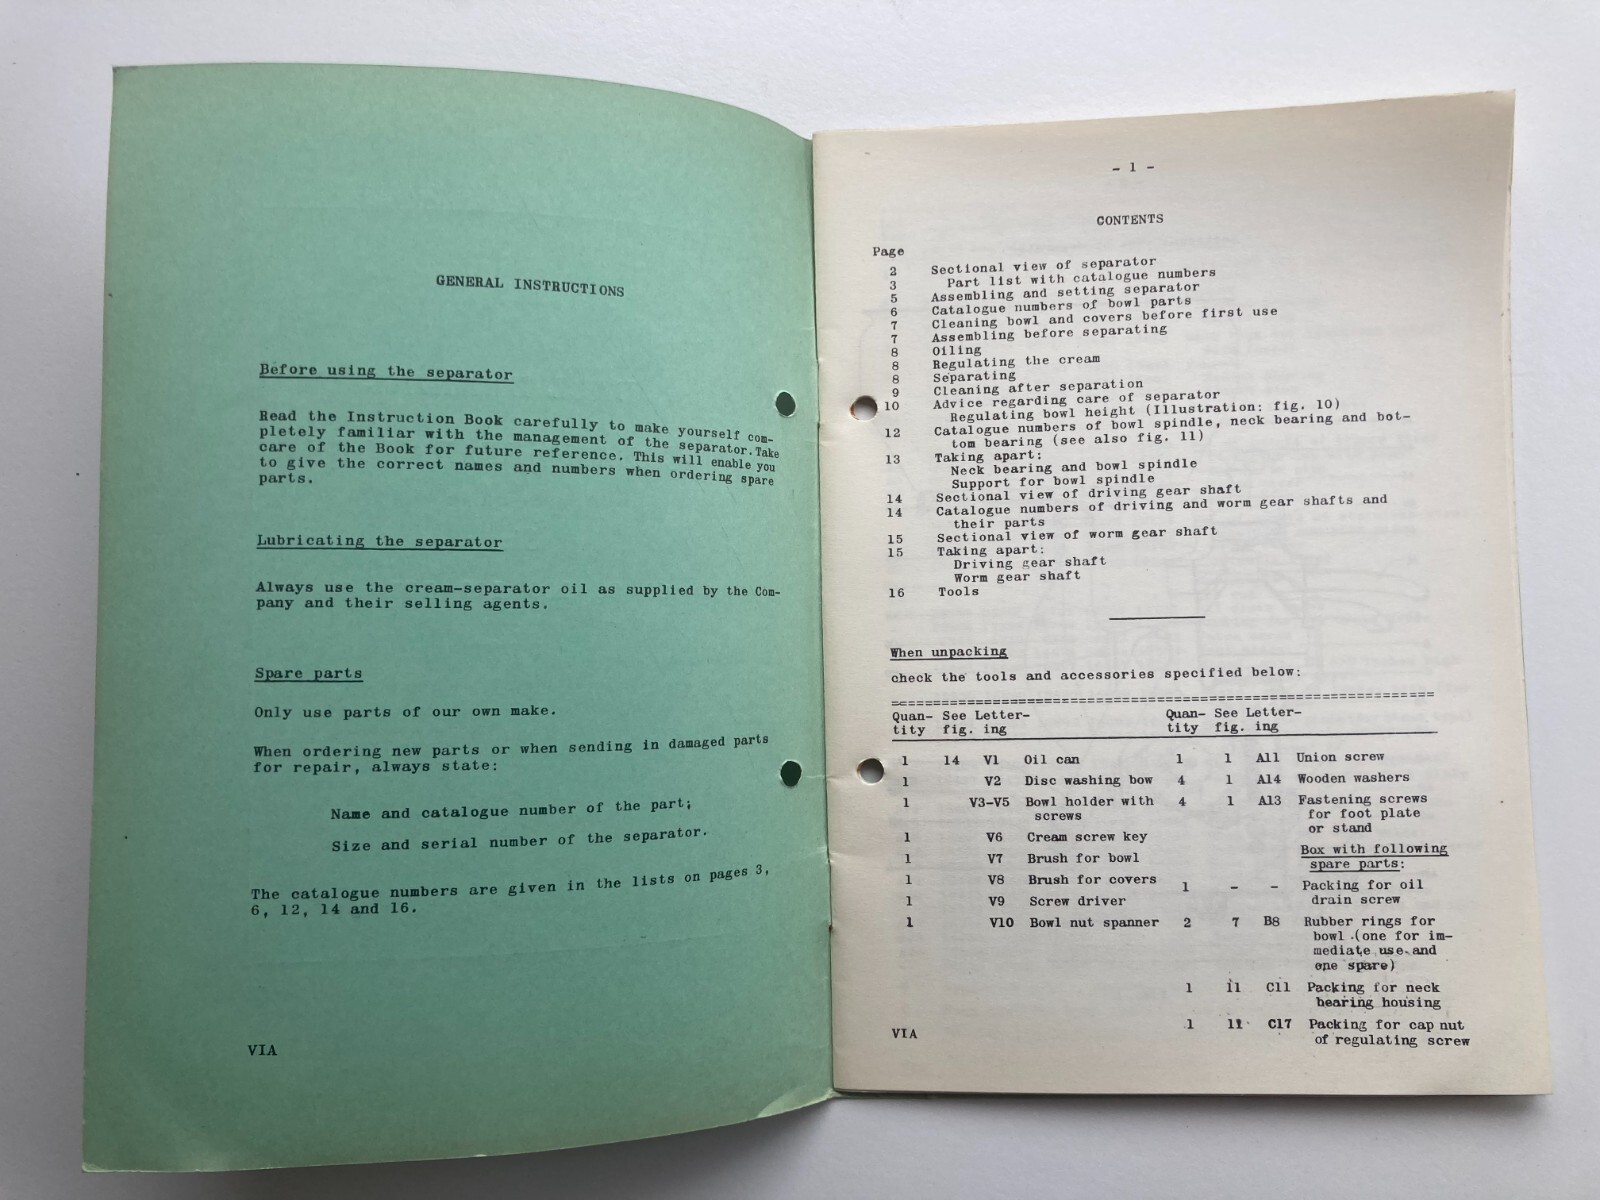 GENERAL INSTRUCTIONS
Before using the separator
Read the Instruction Book carefully to make yourself com-
pletely familiar with the management of the separator. Take
care of the Book for future reference. This will enable you
to give the correct names and numbers when ordering spare
parts.
Lubricating the separator
Always use the cream-separator oil as supplied by the Com-
pany and their selling agents.
Spare parts
Only use parts of our own make.
When ordering new parts or when sending in damaged parts
for repair, always state:
Name and catalogue number of the part;
Size and serial number of the separator.
The catalogue numbers are given in the lists on pages 3,
6, 12, 14 and 16.
VIA
- 1 -
CONTENTS
Page
2 Sectional view of separator
3 Part list with catalogue numbers
5 Assembling and setting separator
6 Catalogue numbers of bowl parts
7 Cleaning bowl and covers before first use
7 Assembling before separating
8 Oiling
8 Regulating the cream
8 Separating
9 Cleaning after separation
10 Advice regarding care of separator
Regulating bowl height (Illustration: fig. 10)
12 Catalogue numbers of bowl spindle, neck bearing and bot-
tom bearing (see also fig. 11)
13 Taking apart:
Neck bearing and bowl spindle
Support for bowl spindle
14 Sectional view of driving gear shaft
14 Catalogue numbers of driving and worm gear shafts and
their parts
15 Sectional view of worm gear shaft
15 Taking apart:
Driving gear shaft
Worm gear shaft
16 Tools
When unpacking
check the tools and accessories specified below:
Quan- See Letter- Quan- See Letter-
tity fig. ing tity fig. ing
1 14 V1 Oil can 1 1 A11 Union screw
1 V2 Disc washing bow 4 1 A14 Wooden washers
1 V3-V5 Bowl holder with 4 1 A13 Fastening screws
screws for foot plate
or stand
1 V6 Cream screw key
Box with following
1 V7 Brush for bowl spare parts:
1 V8 Brush for covers 1 - - Packing for oil
1 V9 Screw driver drain screw
1 V10 Bowl nut spanner 2 7 B8 Rubber rings for
bowl (one for im-
mediate use and
one spare)
1 11 C11 Packing for neck
bearing housing
1 11 C17 Packing for cap nut
VIA of regulating screw